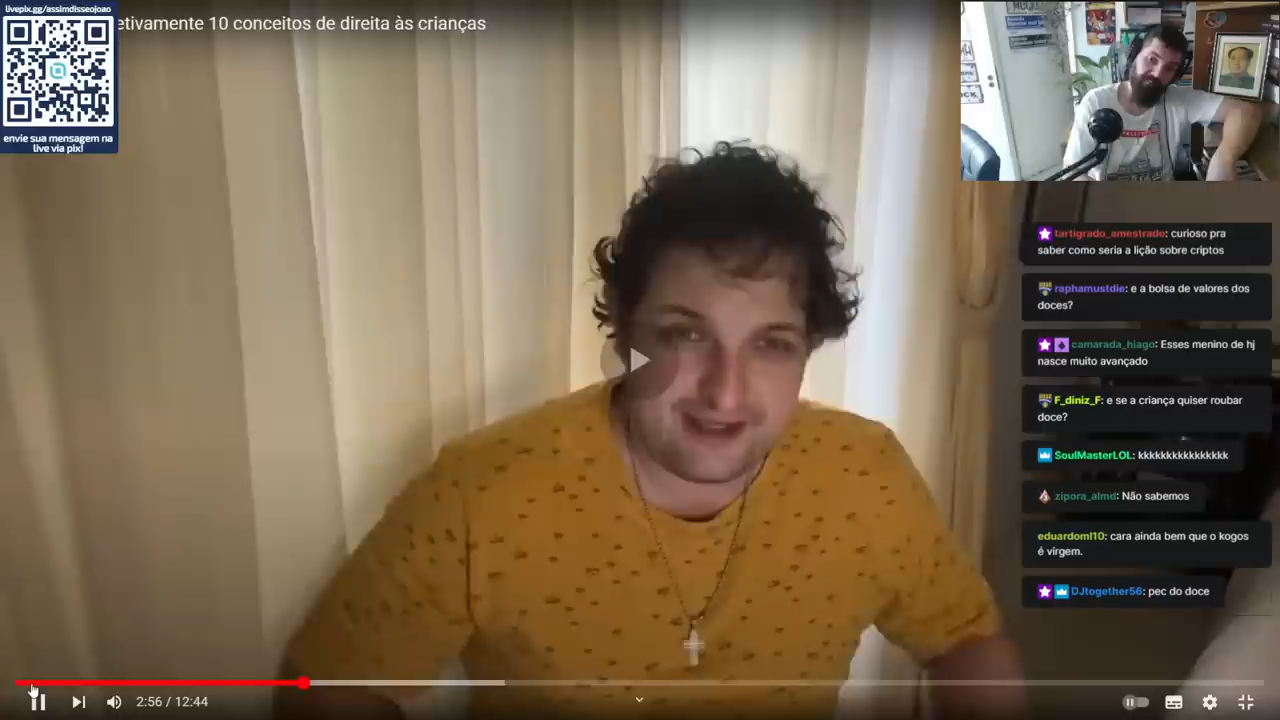 livepix.gg/assimdisseojoao
etivamente 10 conceitos de direita às crianças
envie sua mensagem na
live via pix!
tartigrado_amestrado: curioso pra
saber como seria a lição sobre criptos
raphamustdie: e a bolsa de valores dos
doces?
camarada_hiago: Esses menino de hj
nasce muito avançado
F_diniz_F: e se a criança quiser roubar
doce?
SoulMasterLOL: kkkkkkkkkkkkkkkk
zipora_almd: Não sabemos
eduardoml10: cara ainda bem que o kogos
é virgem.
DJtogether56: pec do doce
2:56 / 12:44